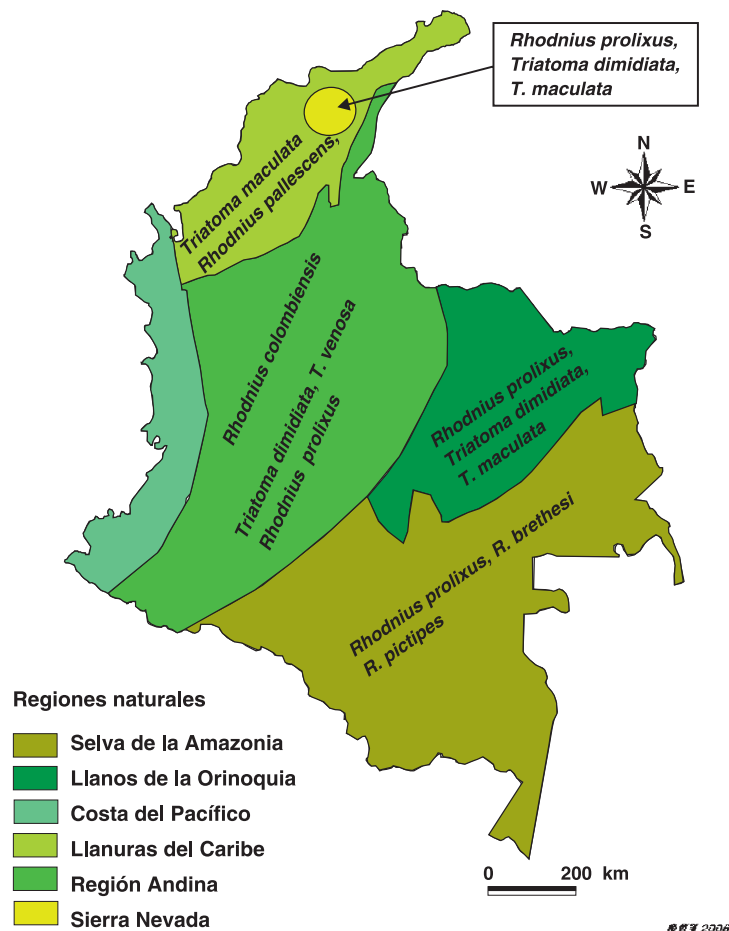 Rhodnius prolixus,
Triatoma dimidiata,
T. maculata
N
W E
S
Triatoma maculata
Rhodnius pallescens,
Rhodnius colombiensis
Triatoma dimidiata, T. venosa
Rhodnius prolixus
Rhodnius prolixus,
Triatoma dimidiata,
T. maculata
Rhodnius prolixus, R. brethesi
R. pictipes
Regiones naturales
Selva de la Amazonia
Llanos de la Orinoquia
Costa del Pacífico
Llanuras del Caribe
Región Andina
Sierra Nevada
0 200 km
2006